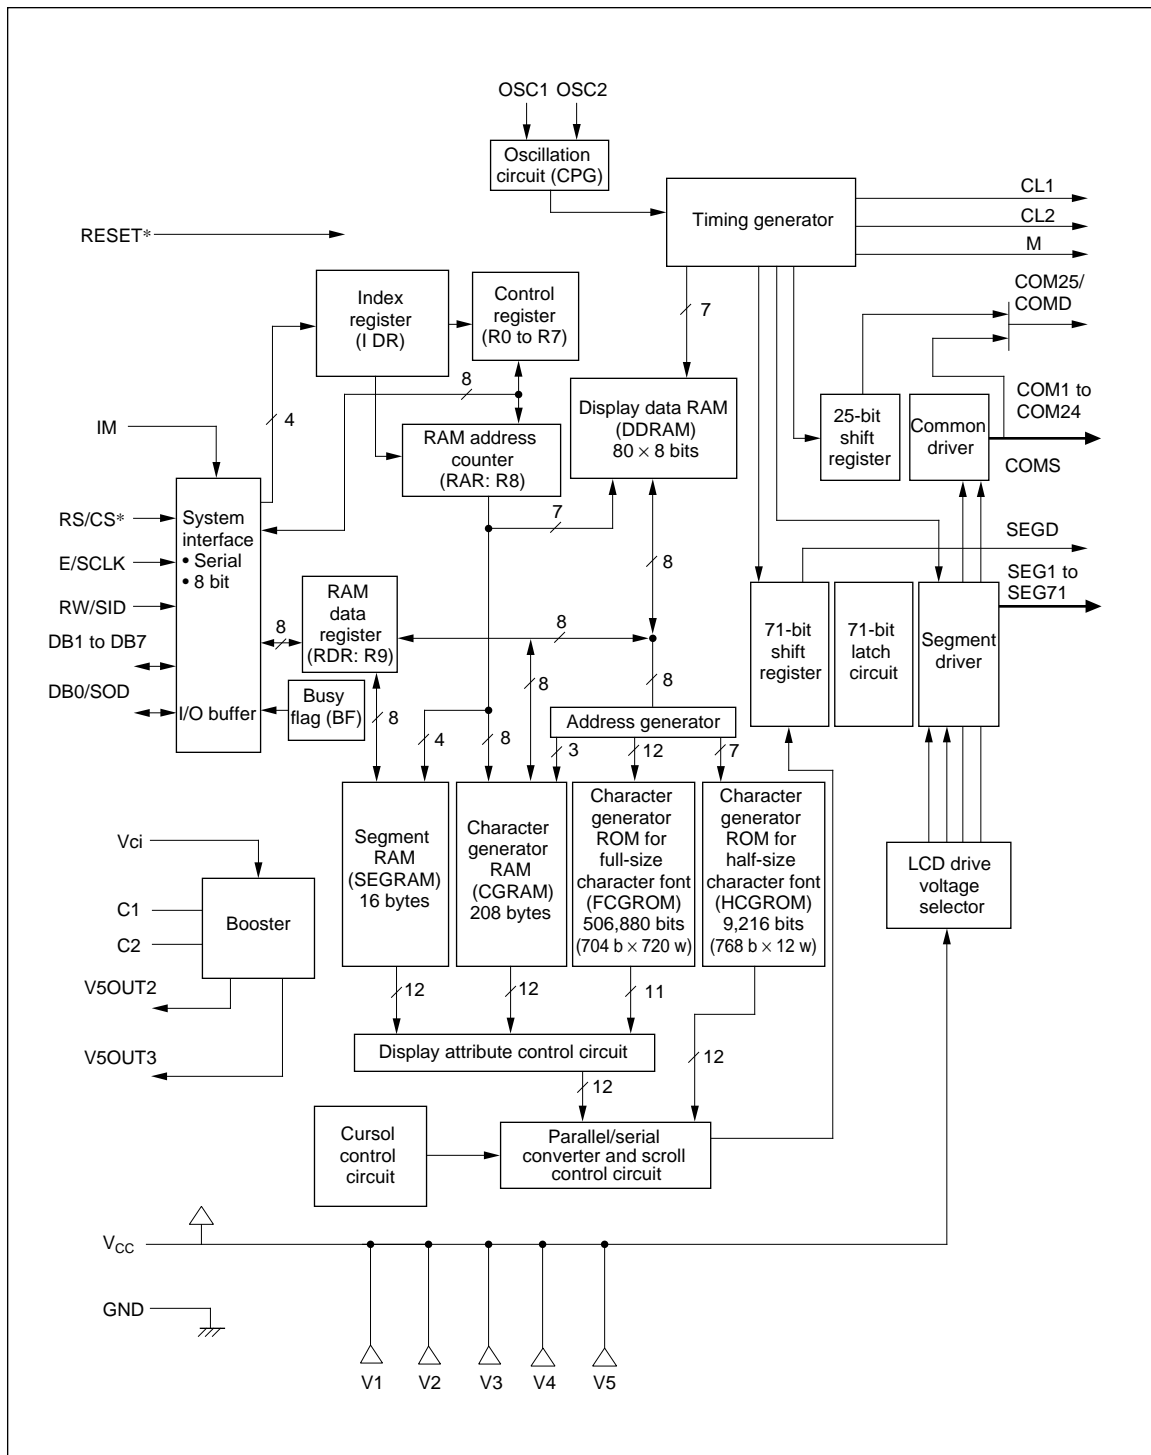 OSC1 OSC2
Oscillation
circuit (CPG)
Timing generator
CL1
CL2
M
RESET*
COM25/
COMD
Index
register
(I DR)
Control
register
(R0 to R7)
7
8
4
Display data RAM
(DDRAM)
80 × 8 bits
COM1 to
COM24
25-bit
shift
register
Common
driver
COMS
IM
RAM address
counter
(RAR: R8)
7
System
interface
• Serial
• 8 bit
I/O buffer
RS/CS*
E/SCLK
RW/SID
DB1 to DB7
DB0/SOD
SEGD
SEG1 to
SEG71
8
RAM
data
register
(RDR: R9)
8
8
8
8
71-bit
shift
register
71-bit
latch
circuit
Segment
driver
Busy
flag (BF)
8
4
8
Address generator
3
12
7
Segment
RAM
(SEGRAM)
16 bytes
Character
generator
RAM
(CGRAM)
208 bytes
Character
generator
ROM for
full-size
character font
(FCGROM)
506,880 bits
(704 b × 720 w)
Character
generator
ROM for
half-size
character font
(HCGROM)
9,216 bits
(768 b × 12 w)
LCD drive
voltage
selector
Vci
Booster
C1
C2
V5OUT2
V5OUT3
12
12
11
Display attribute control circuit
12
12
Cursol
control
circuit
Parallel/serial
converter and scroll
control circuit
VCC
GND
V1 V2 V3 V4 V5